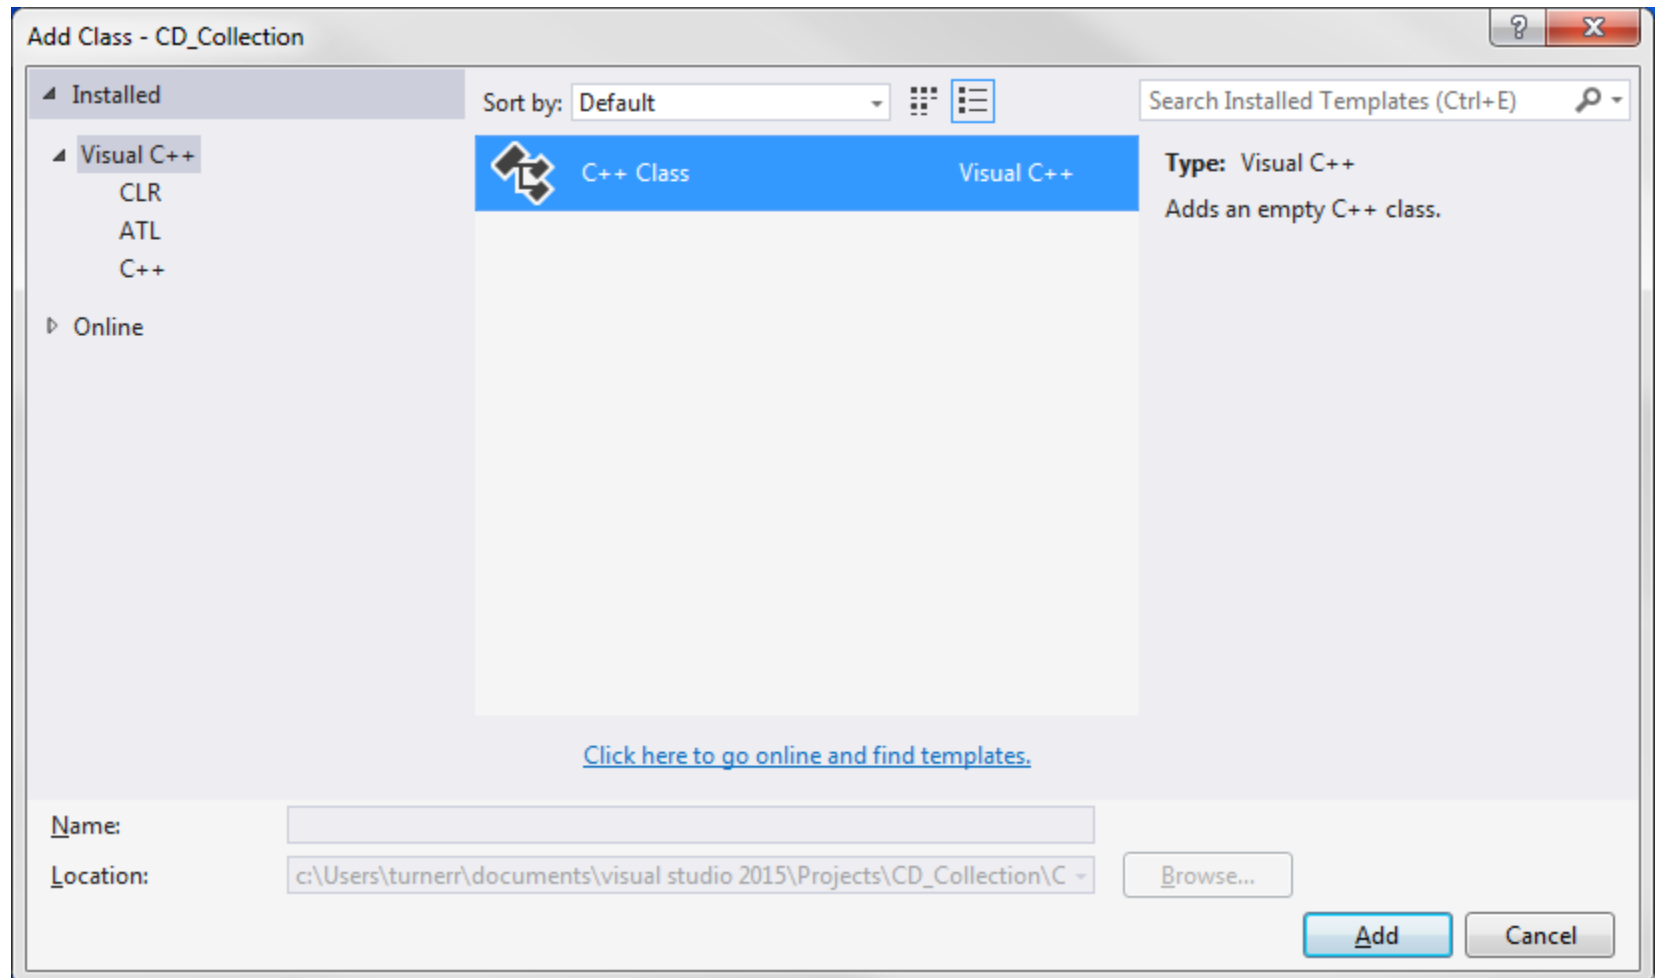 Add Class - CD_Collection
Installed
Sort by: Default
Search Installed Templates (Ctrl+E)
Visual C++
CLR
ATL
C++
Online
C++ Class Visual C++
Type: Visual C++
Adds an empty C++ class.
Click here to go online and find templates.
Name:
Location: c:\Users\turnerr\documents\visual studio 2015\Projects\CD_Collection\C
Browse...
Add Cancel